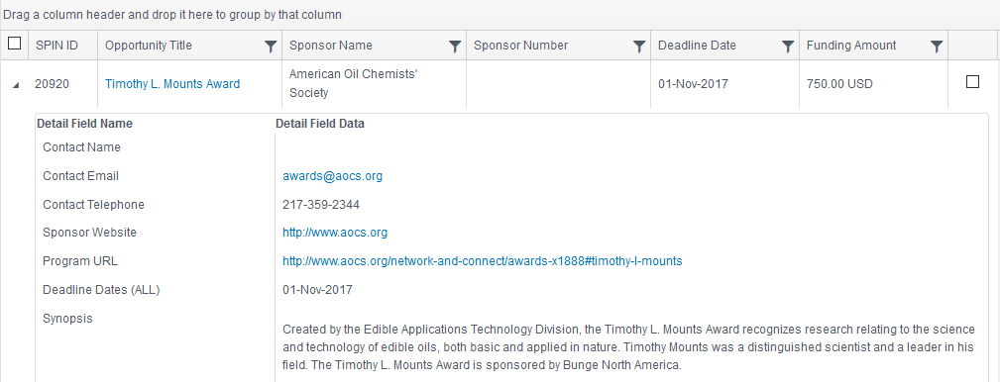 Drag a column header and drop it here to group by that column
SPIN ID Opportunity Title Sponsor Name Sponsor Number Deadline Date Funding Amount
20920 Timothy L. Mounts Award American Oil Chemists' Society 01-Nov-2017 750.00 USD
Detail Field Name Detail Field Data
Contact Name
Contact Email awards@aocs.org
Contact Telephone 217-359-2344
Sponsor Website http://www.aocs.org
Program URL http://www.aocs.org/network-and-connect/awards-x1888#timothy-l-mounts
Deadline Dates (ALL) 01-Nov-2017
Synopsis
Created by the Edible Applications Technology Division, the Timothy L. Mounts Award recognizes research relating to the science
and technology of edible oils, both basic and applied in nature. Timothy Mounts was a distinguished scientist and a leader in his
field. The Timothy L. Mounts Award is sponsored by Bunge North America.